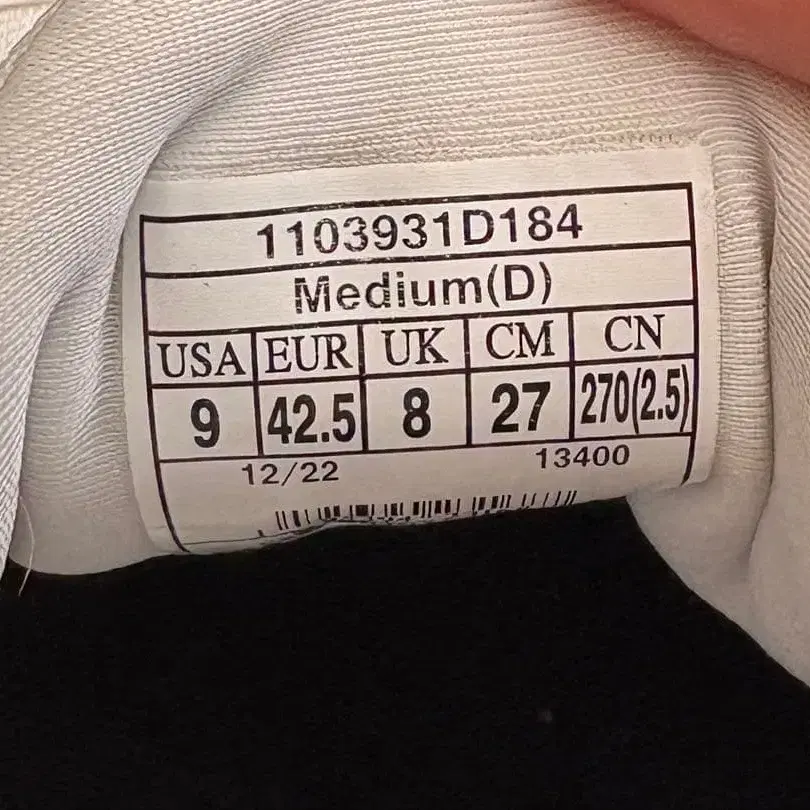 1103931D184
Medium(D)
USA EUR UK CM CN
9 42.5 8 27 270(2.5)
12/22 13400